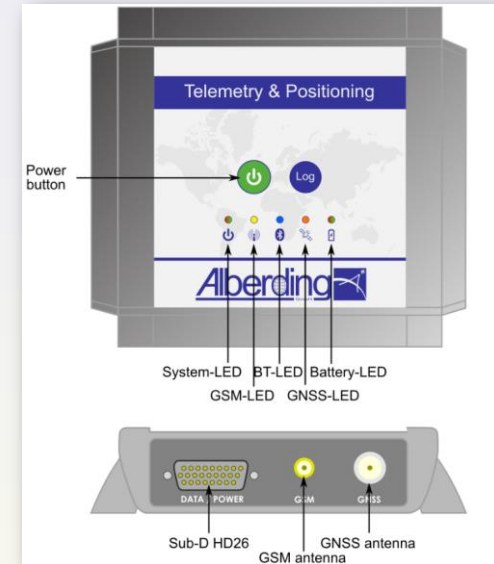 Telemetry & Positioning
Power
button
Log
Alberding
System-LED BT-LED Battery-LED
GSM-LED GNSS-LED
DATA / POWER GSM GNSS
Sub-D HD26 GNSS antenna
GSM antenna